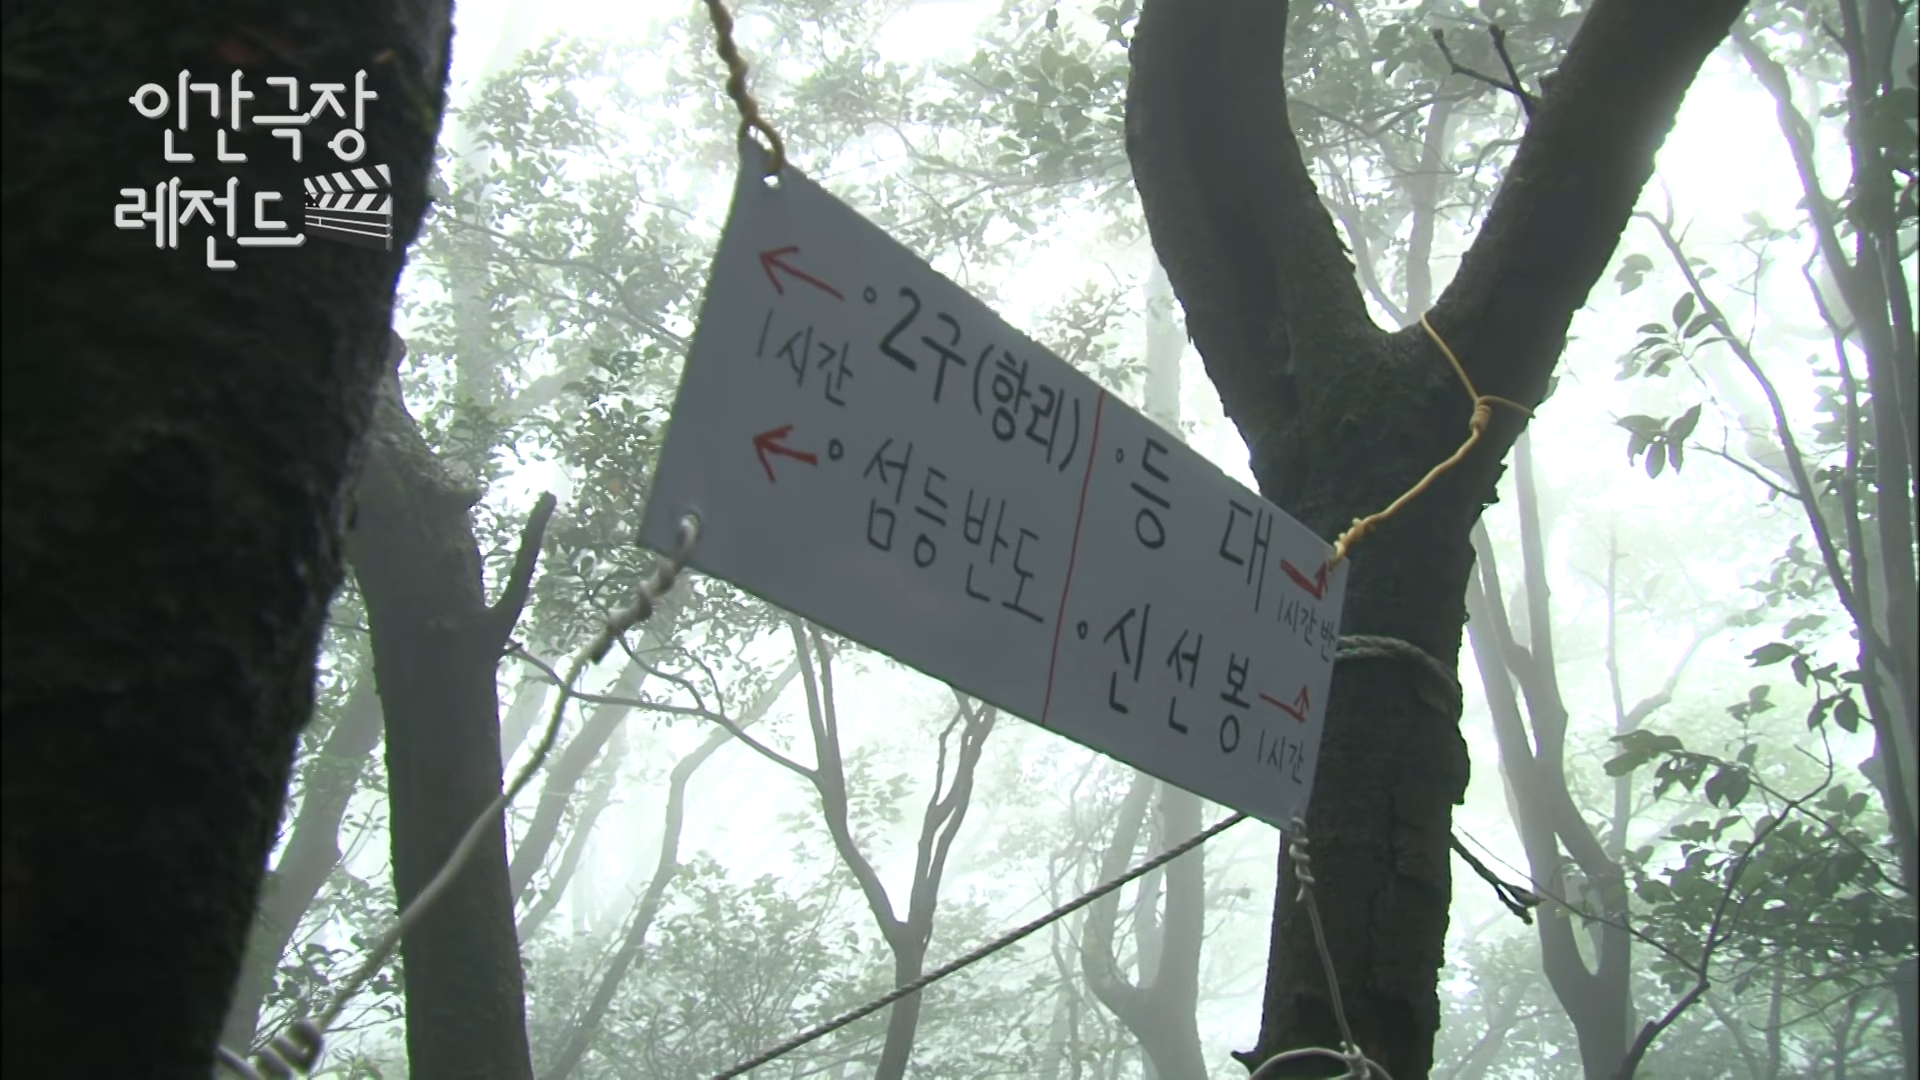 인간극장
레전드
← ∘ 2구(항리)
1시간
← ∘ 섬등반도
∘ 등 대 →
1시간 반
∘ 신 선 봉 →
1시간